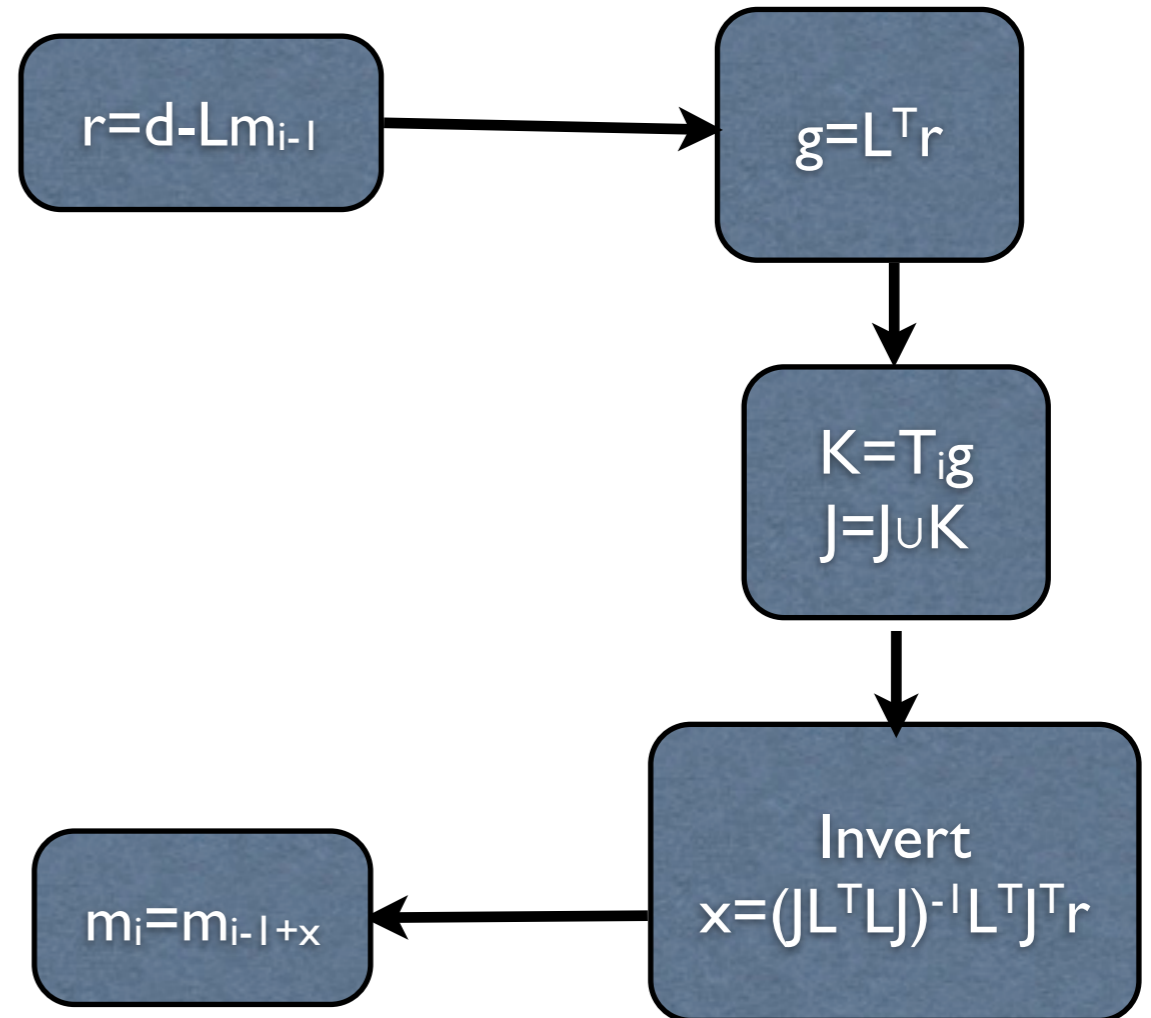 r=d-Lmᵢ₋₁
g=Lᵀr
K=Tᵢg
J=J∪K
Invert
x=(JLᵀLJ)⁻¹LᵀJᵀr
mᵢ=mᵢ₋₁₊ₓ